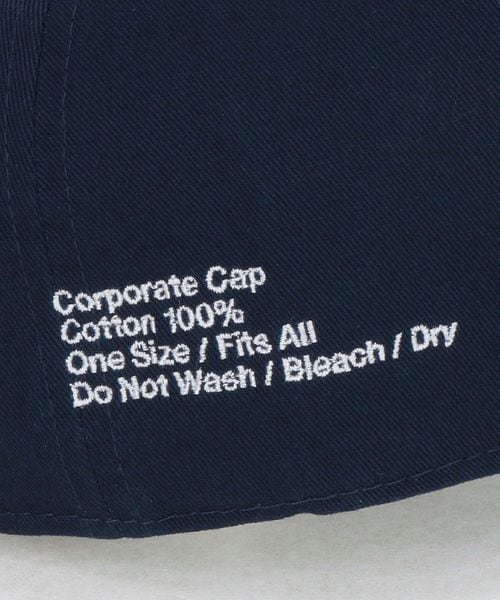 Corporate Cap
Cotton 100%
One Size / Fits All
Do Not Wash / Bleach / Dry